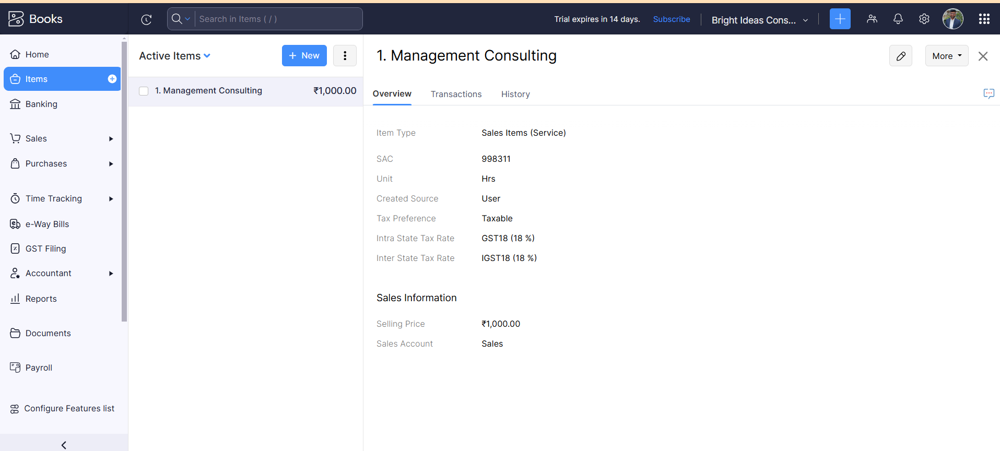 Books
Search in Items ( / )
Trial expires in 14 days.
Subscribe
Bright Ideas Cons...
Home
Items
Banking
Sales
Purchases
Time Tracking
e-Way Bills
GST Filing
Accountant
Reports
Documents
Payroll
Configure Features list
Active Items
+ New
1. Management Consulting ₹1,000.00
1. Management Consulting
More
Overview Transactions History
Item Type Sales Items (Service)
SAC 998311
Unit Hrs
Created Source User
Tax Preference Taxable
Intra State Tax Rate GST18 (18 %)
Inter State Tax Rate IGST18 (18 %)
Sales Information
Selling Price ₹1,000.00
Sales Account Sales